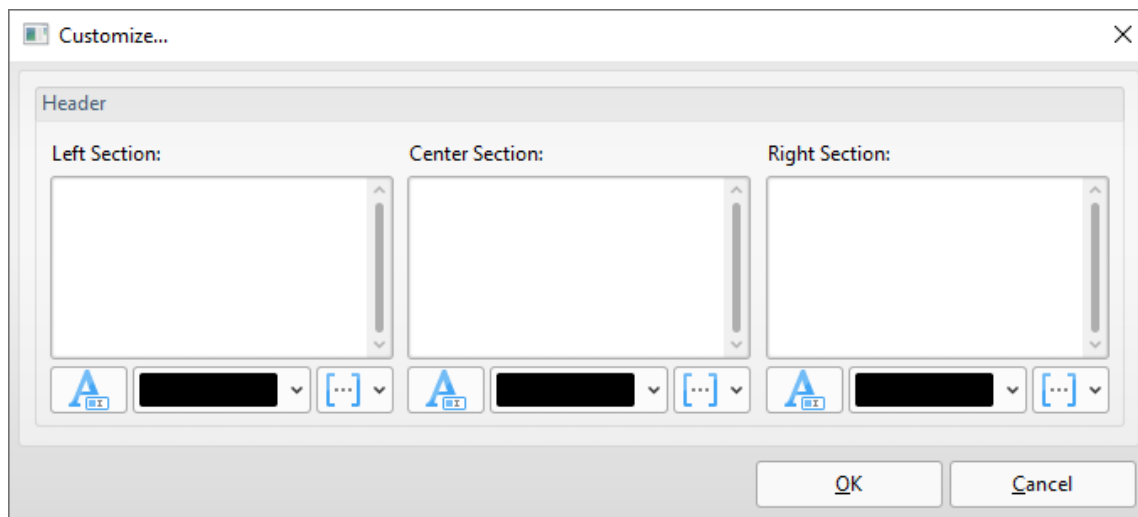 Customize...
Header
Left Section:
Center Section:
Right Section:
OK
Cancel